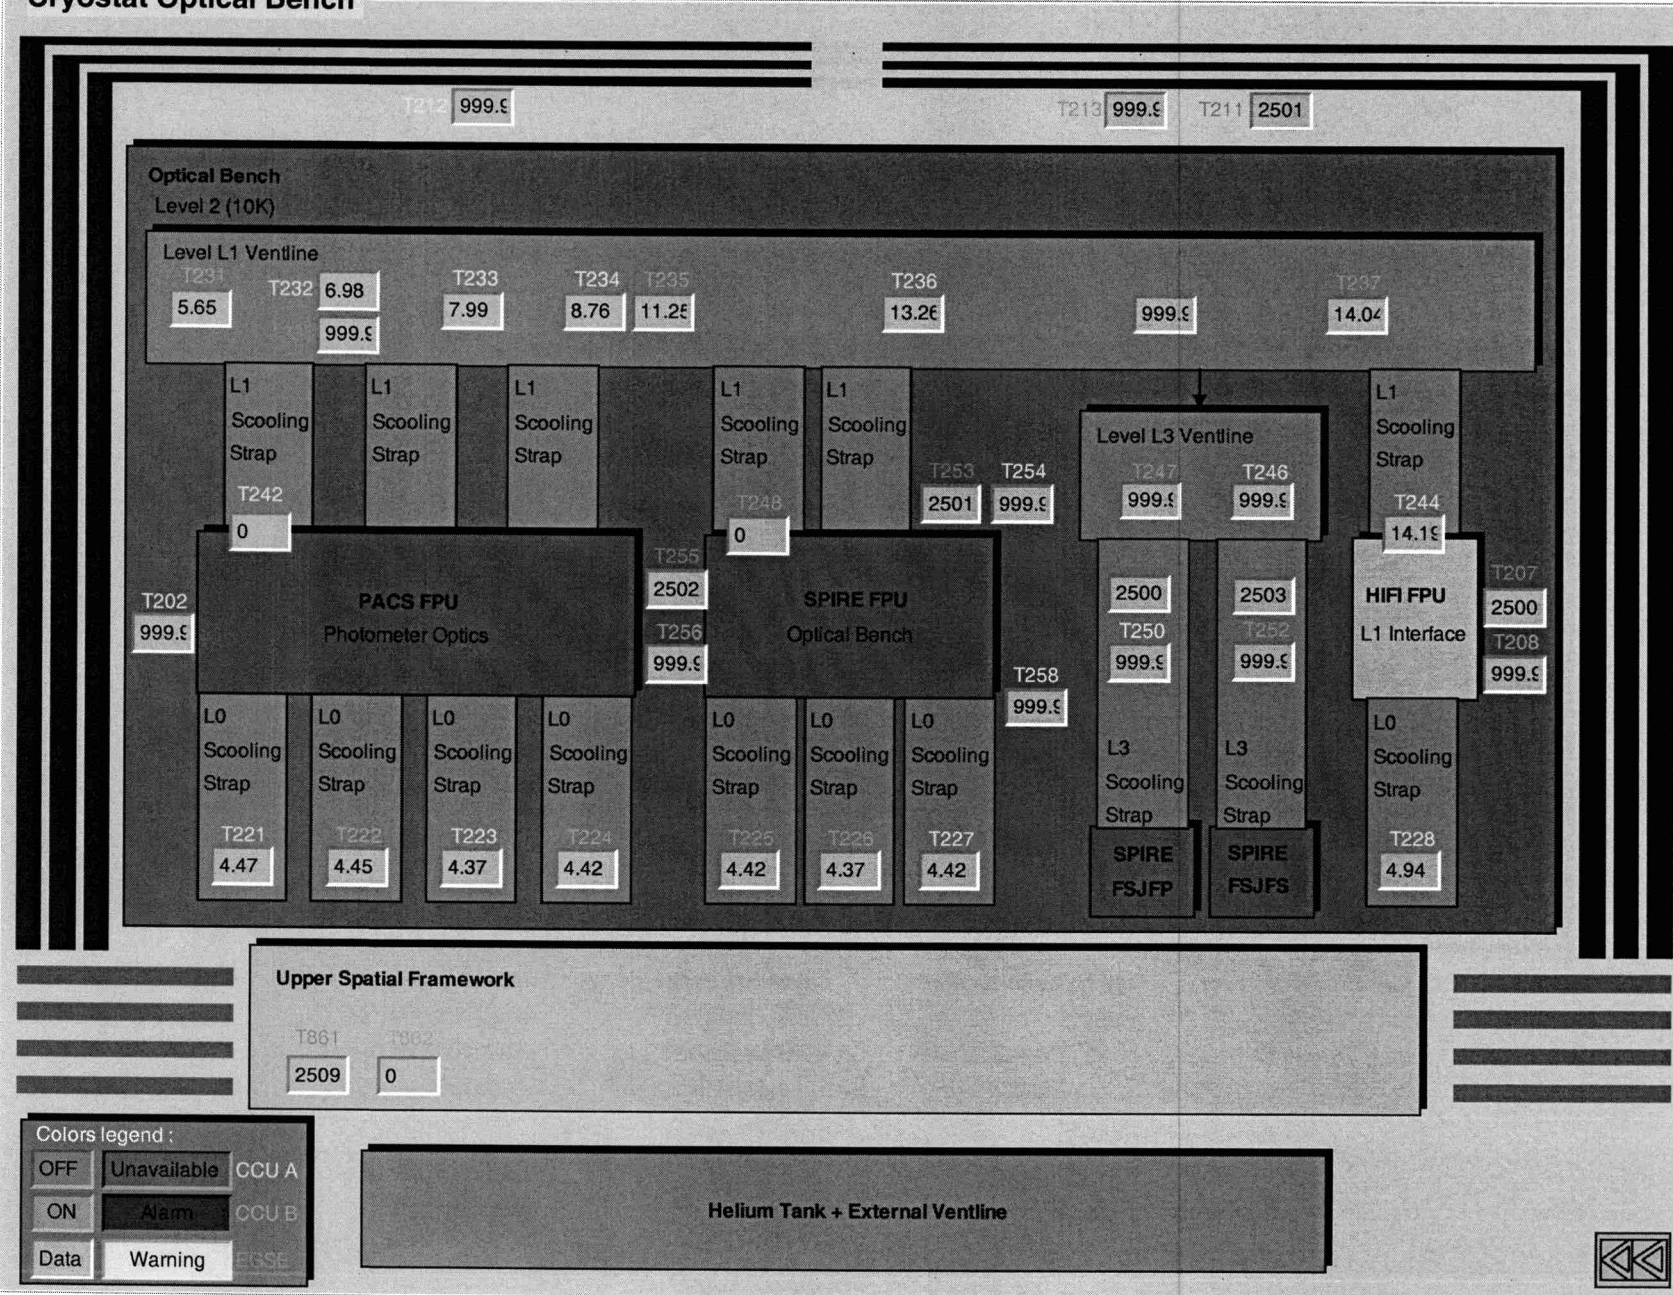 Cryostat Optical Bench
T212 999.9
T213 999.9 T211 2501
Optical Bench
Level 2 (10K)
Level L1 Ventline
T231 T232 6.98 T233 T234 T235 T236 T237
5.65 999.9 7.99 8.76 11.25 13.26 999.9 14.04
L1 L1 L1 L1 L1 L1
Scooling Scooling Scooling Scooling Scooling Scooling
Strap Strap Strap Strap Strap Strap
Level L3 Ventline
T242 T248 T253 T254 T247 T246 T244
0 0 2501 999.9 999.9 999.9 14.19
T202
999.9
PACS FPU
Photometer Optics
T255
2502
T256
999.9
SPIRE FPU
Optical Bench
T258
999.9
2500 2503
T250 T252
999.9 999.9
HIFI FPU
L1 Interface
T207
2500
T208
999.9
L0 L0 L0 L0 L0 L0 L0 L3 L3 L0
Scooling Scooling Scooling Scooling Scooling Scooling Scooling Scooling Scooling Scooling
Strap Strap Strap Strap Strap Strap Strap Strap Strap Strap
T221 T222 T223 T224 T225 T226 T227 T228
4.47 4.45 4.37 4.42 4.42 4.37 4.42 4.94
SPIRE SPIRE
FSJFP FSJFS
Upper Spatial Framework
T861 T862
2509 0
Colors legend :
OFF Unavailable CCU A
ON Alarm CCU B
Data Warning EGSE
Helium Tank + External Ventline